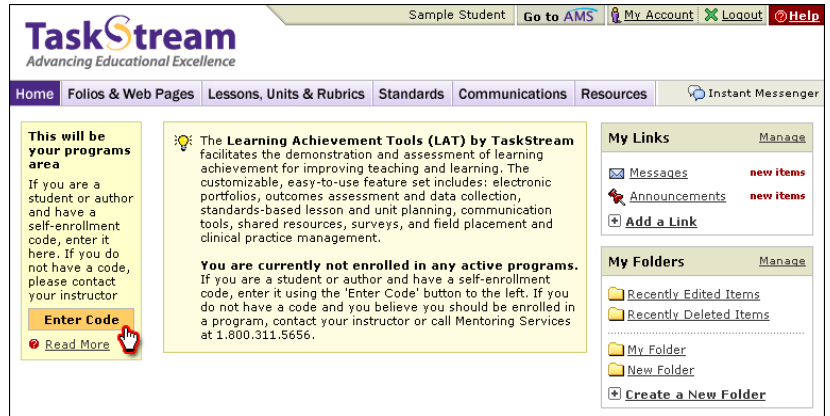 Sample Student
Go to AMS
My Account
Logout
Help
TaskStream
Advancing Educational Excellence
Home
Folios & Web Pages
Lessons, Units & Rubrics
Standards
Communications
Resources
Instant Messenger
This will be
your programs
area
If you are a
student or author
and have a
self-enrollment
code, enter it
here. If you do
not have a code,
please contact
your instructor
Enter Code
Read More
The Learning Achievement Tools (LAT) by TaskStream
facilitates the demonstration and assessment of learning
achievement for improving teaching and learning. The
customizable, easy-to-use feature set includes: electronic
portfolios, outcomes assessment and data collection,
standards-based lesson and unit planning, communication
tools, shared resources, surveys, and field placement and
clinical practice management.
You are currently not enrolled in any active programs.
If you are a student or author and have a self-enrollment
code, enter it using the 'Enter Code' button to the left. If you
do not have a code and you believe you should be enrolled in
a program, contact your instructor or call Mentoring Services
at 1.800.311.5656.
My Links
Manage
Messages
new items
Announcements
new items
Add a Link
My Folders
Manage
Recently Edited Items
Recently Deleted Items
My Folder
New Folder
Create a New Folder